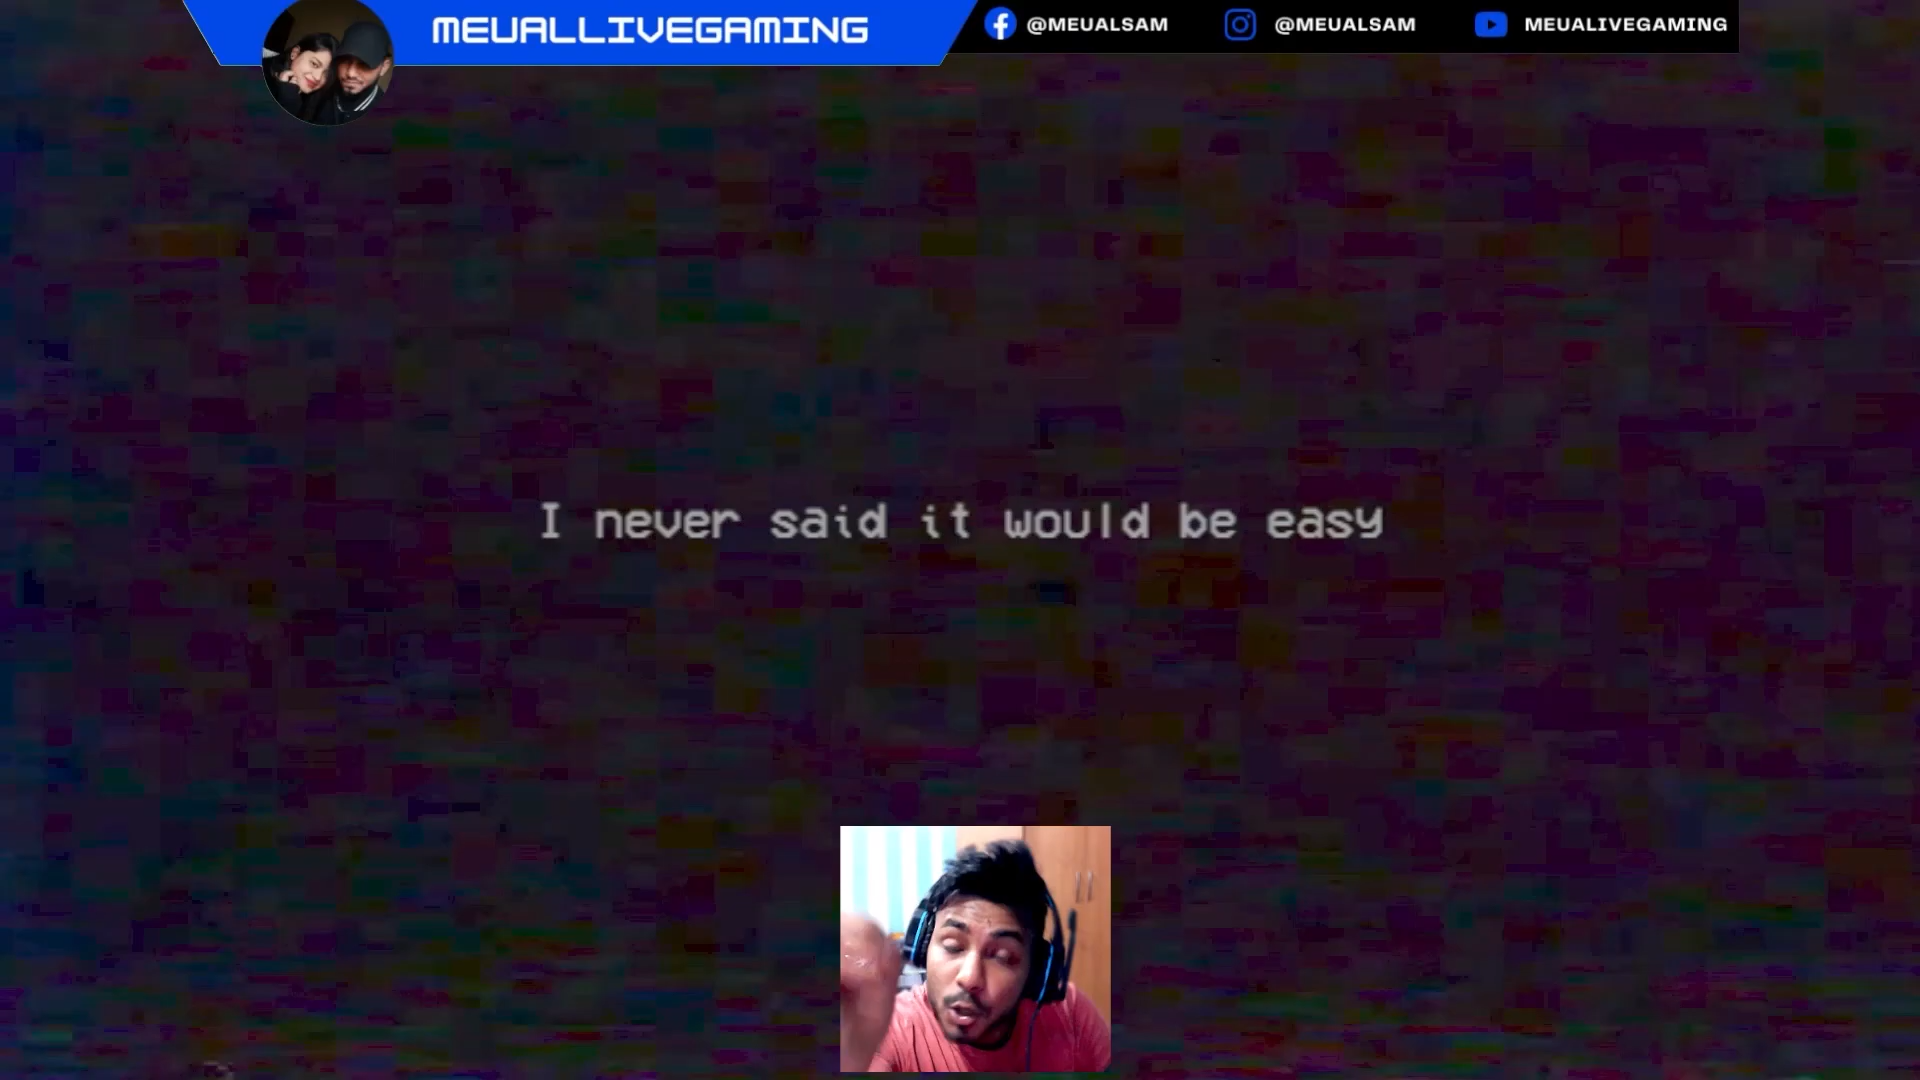 MEUALLIVEGAMING
@MEUALSAM
@MEUALSAM
MEUALIVEGAMING
I never said it would be easy